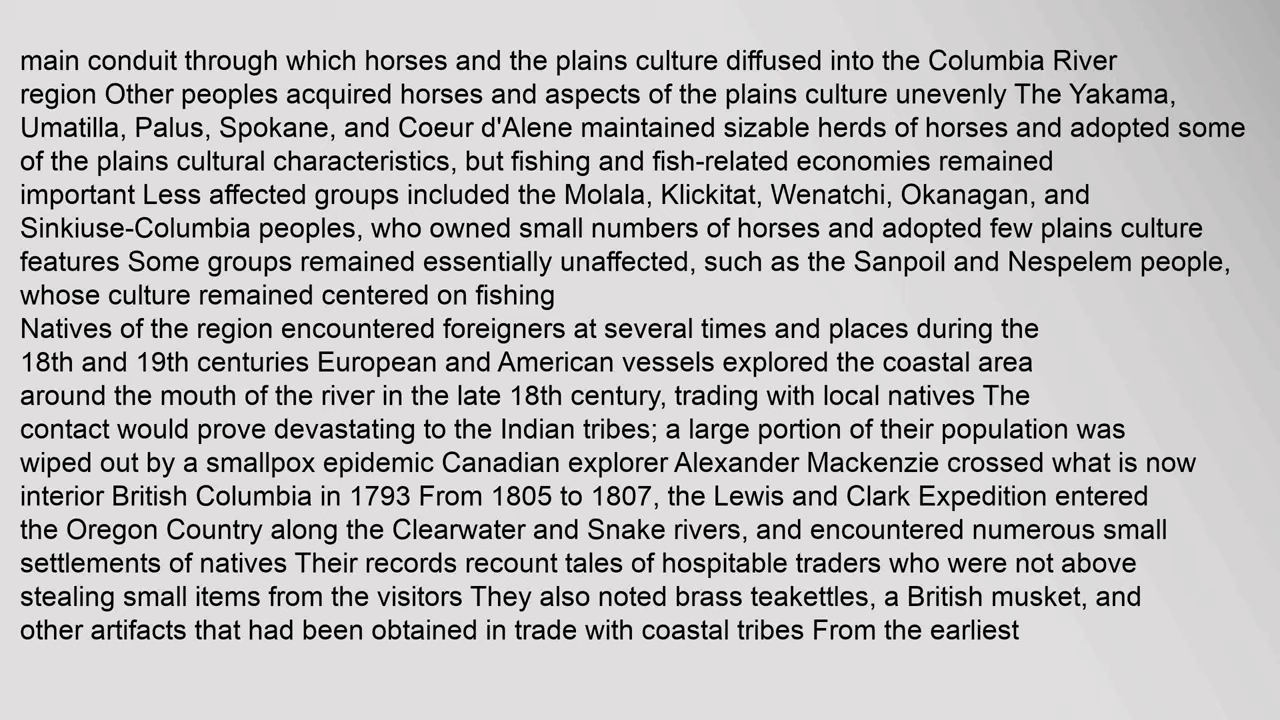 main conduit through which horses and the plains culture diffused into the Columbia River
region Other peoples acquired horses and aspects of the plains culture unevenly The Yakama,
Umatilla, Palus, Spokane, and Coeur d'Alene maintained sizable herds of horses and adopted some
of the plains cultural characteristics, but fishing and fish-related economies remained
important Less affected groups included the Molala, Klickitat, Wenatchi, Okanagan, and
Sinkiuse-Columbia peoples, who owned small numbers of horses and adopted few plains culture
features Some groups remained essentially unaffected, such as the Sanpoil and Nespelem people,
whose culture remained centered on fishing
Natives of the region encountered foreigners at several times and places during the
18th and 19th centuries European and American vessels explored the coastal area
around the mouth of the river in the late 18th century, trading with local natives The
contact would prove devastating to the Indian tribes; a large portion of their population was
wiped out by a smallpox epidemic Canadian explorer Alexander Mackenzie crossed what is now
interior British Columbia in 1793 From 1805 to 1807, the Lewis and Clark Expedition entered
the Oregon Country along the Clearwater and Snake rivers, and encountered numerous small
settlements of natives Their records recount tales of hospitable traders who were not above
stealing small items from the visitors They also noted brass teakettles, a British musket, and
other artifacts that had been obtained in trade with coastal tribes From the earliest